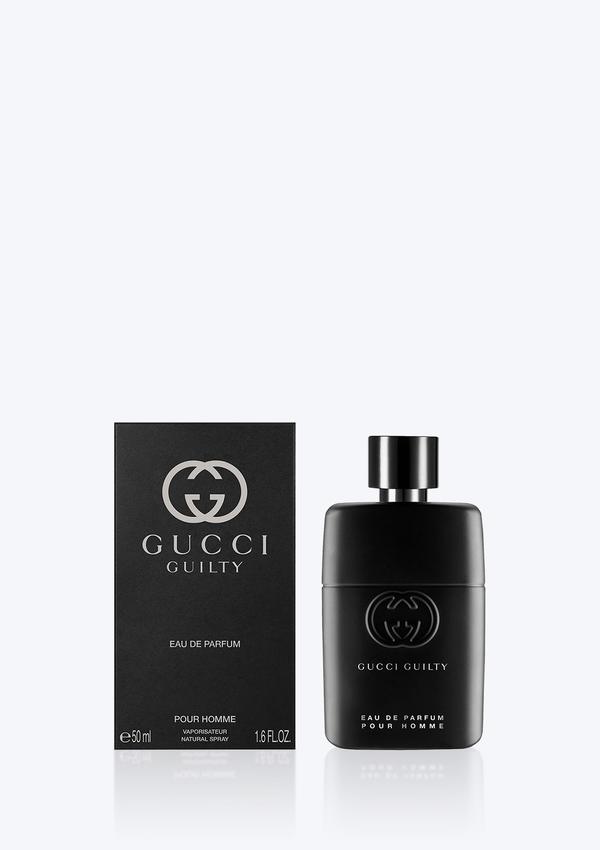 GUCCI
GUILTY
EAU DE PARFUM
POUR HOMME
VAPORISATEUR
NATURAL SPRAY
℮50 ml
1.6 FL.OZ.
GUCCI GUILTY
EAU DE PARFUM
POUR HOMME